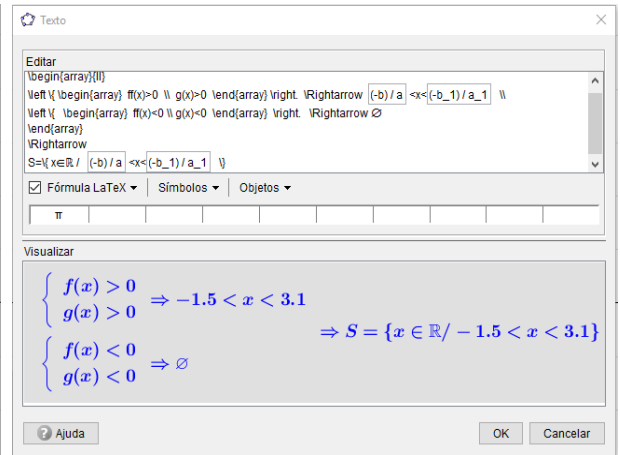 Texto
Editar
\begin{array}{ll}
\left \{ \begin{array} ff(x)>0 \\ g(x)>0 \end{array} \right. \Rightarrow (-b) / a <x< (-b_1) / a_1 \\
\left \{ \begin{array} ff(x)<0 \\ g(x)<0 \end{array} \right. \Rightarrow ∅
\end{array}
\Rightarrow
S=\{ x∈ℝ / (-b) / a <x< (-b_1) / a_1 \}
Fórmula LaTeX Símbolos Objetos
π
Visualizar
f(x) > 0
g(x) > 0
⇒ −1.5 < x < 3.1
f(x) < 0
g(x) < 0
⇒ ∅
⇒ S = {x ∈ ℝ/ − 1.5 < x < 3.1}
Ajuda OK Cancelar